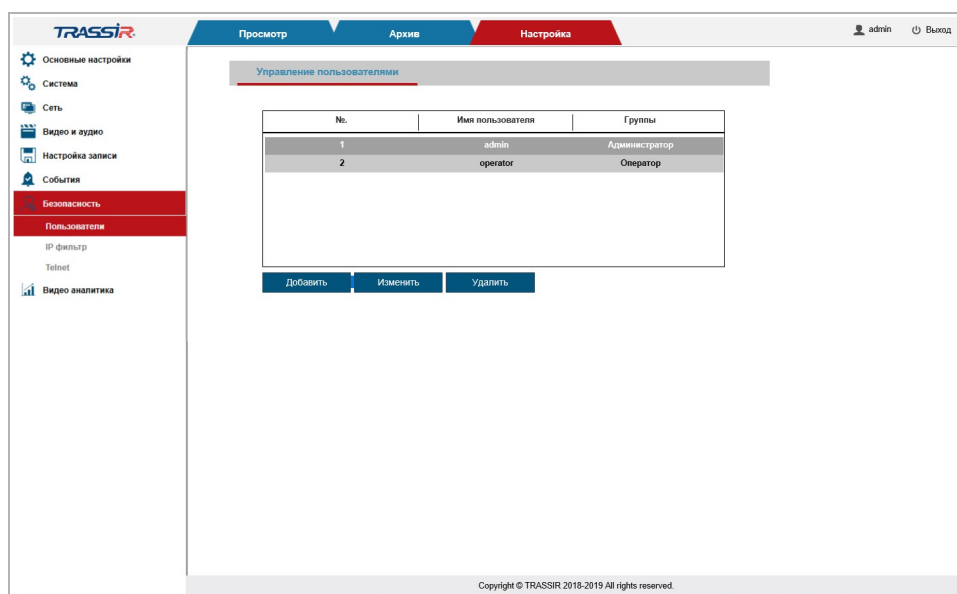 TRASSIR
Просмотр
Архив
Настройка
admin
Выход
Основные настройки
Система
Сеть
Видео и аудио
Настройка записи
События
Безопасность
Пользователи
IP фильтр
Telnet
Видео аналитика
Управление пользователями
№. Имя пользователя Группы
1 admin Администратор
2 operator Оператор
Добавить Изменить Удалить
Copyright © TRASSIR 2018-2019 All rights reserved.